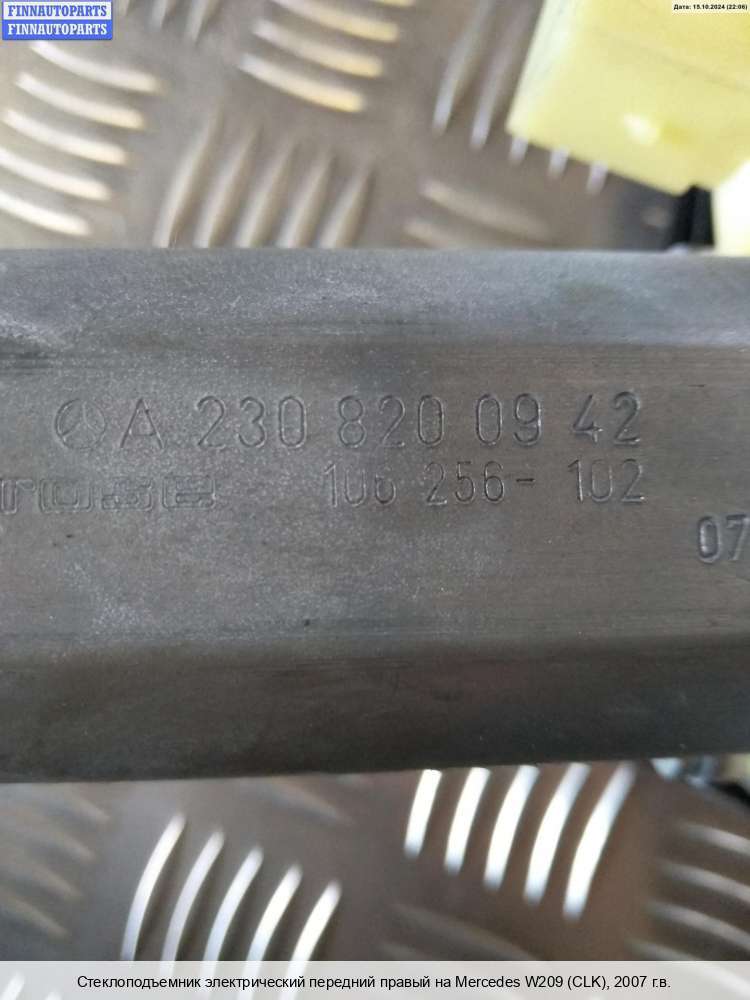 FINNAUTOPARTS
FINNAUTOPARTS
Дата: 15.10.2024 (22:06)
A 230 820 09 42
rose 106 256-102
07
Стеклоподъемник электрический передний правый на Mercedes W209 (CLK), 2007 г.в.